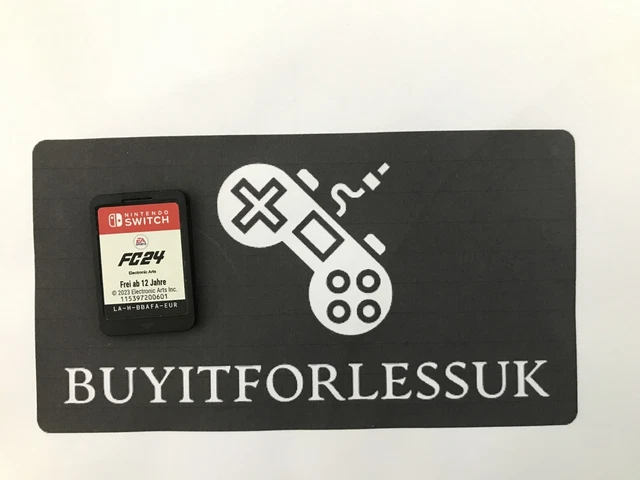 NINTENDO
SWITCH
EA
SPORTS
FC24
Electronic Arts
Frei ab 12 Jahre
© 2023 Electronic Arts Inc.
115397200601
LA-H-BBAFA-EUR
BUYITFORLESSUK